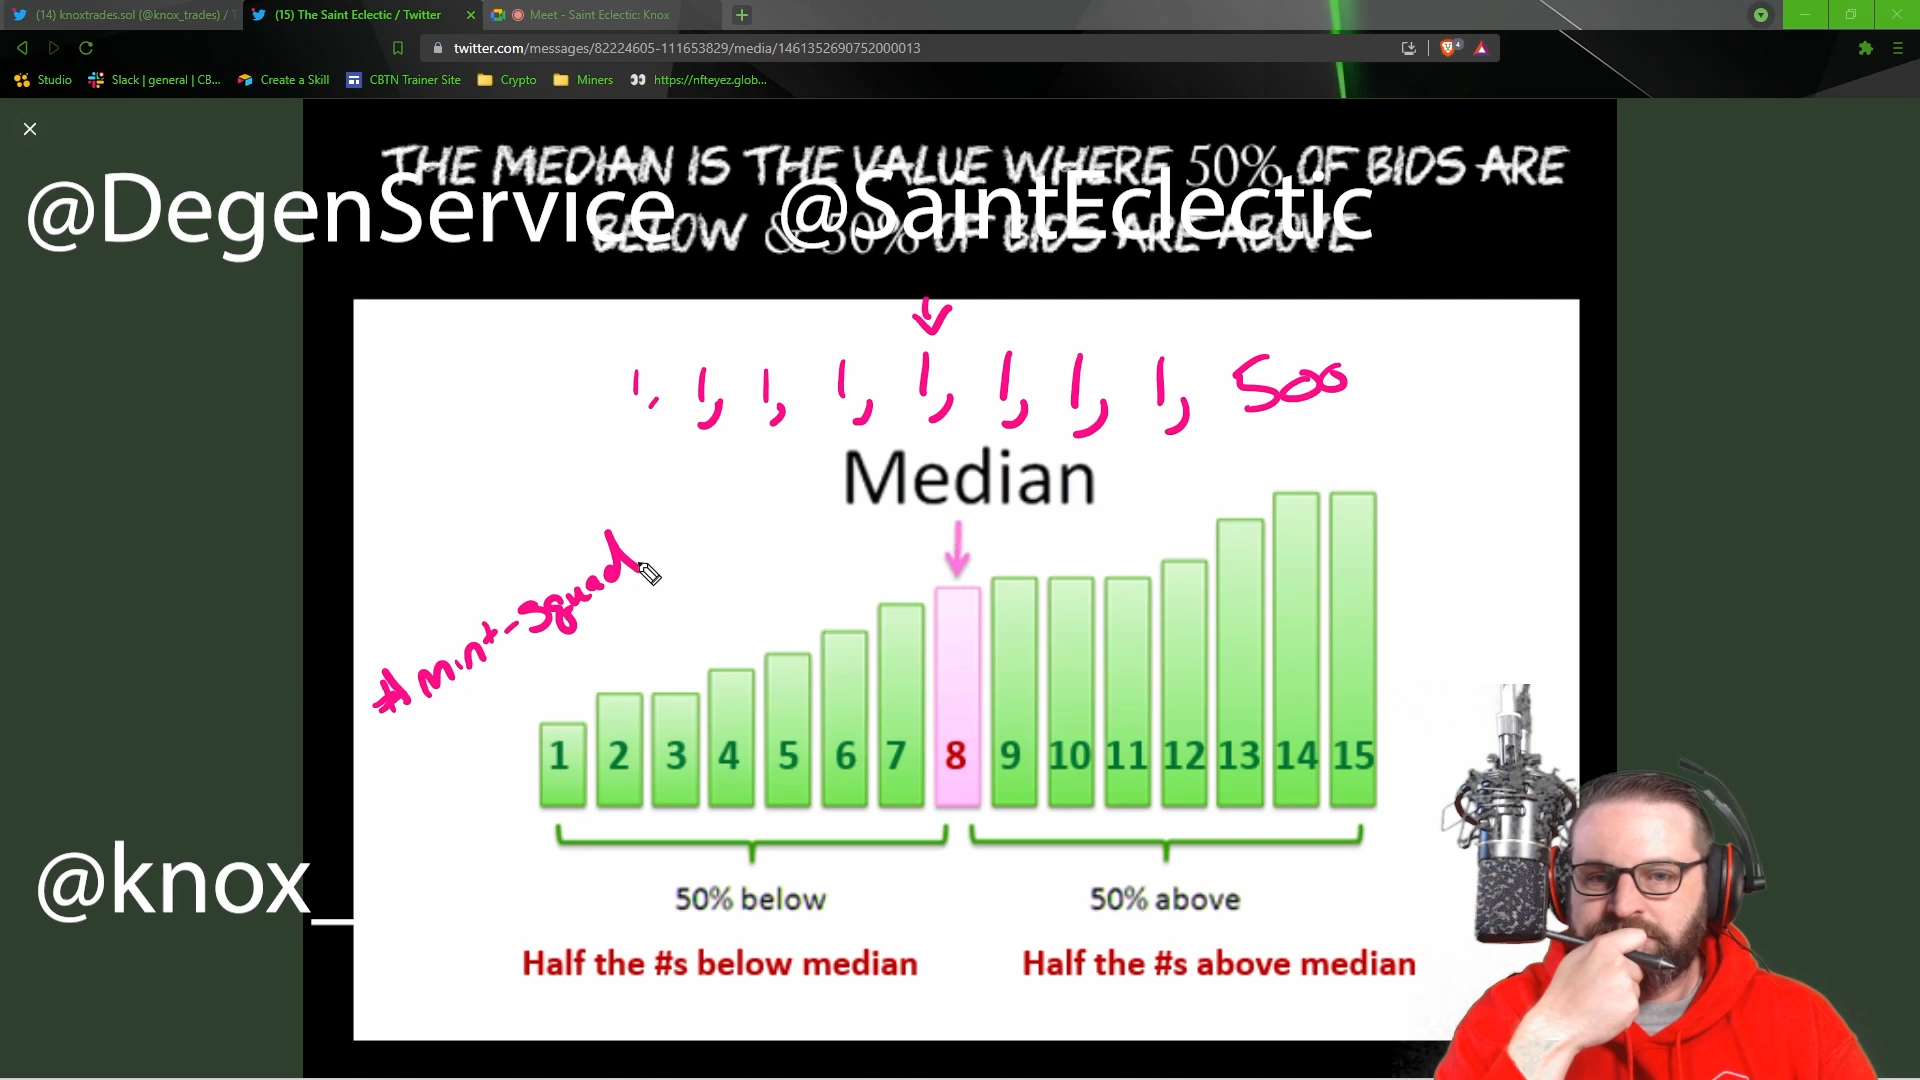 (14) knoxtrades.sol (@knox_trades) / T
(15) The Saint Eclectic / Twitter
Meet - Saint Eclectic: Knox
twitter.com/messages/82224605-111653829/media/1461352690752000013
4
Studio
Slack | general | CB...
Create a Skill
CBTN Trainer Site
Crypto
Miners
https://nfteyez.glob...
THE MEDIAN IS THE VALUE WHERE 50% OF BIDS ARE
BELOW & 50% OF BIDS ARE ABOVE
@DegenService
@SaintEclectic
1, 1, 1, 1, 1, 1, 1, 1, 500
Median
#mint-squad
1 2 3 4 5 6 7 8 9 10 11 12 13 14 15
@knox_trades
50% below
50% above
Half the #s below median
Half the #s above median